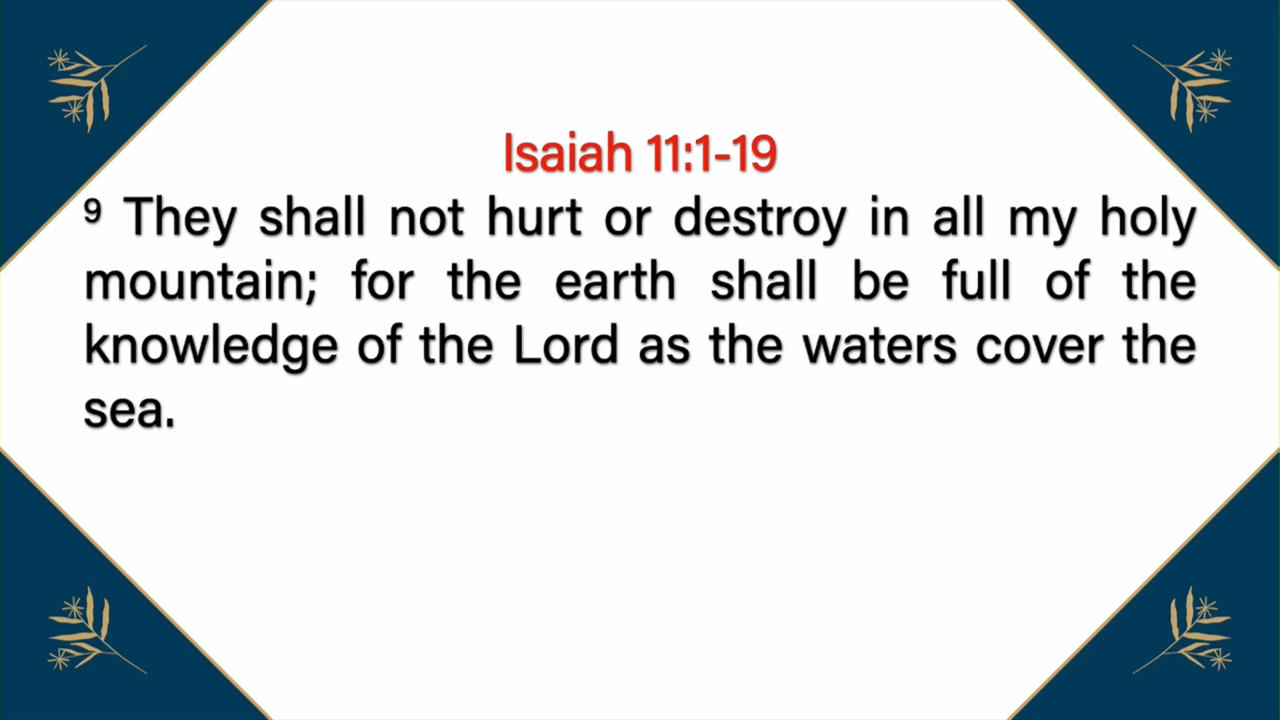 Isaiah 11:1-19
⁹ They shall not hurt or destroy in all my holy
mountain; for the earth shall be full of the
knowledge of the Lord as the waters cover the
sea.